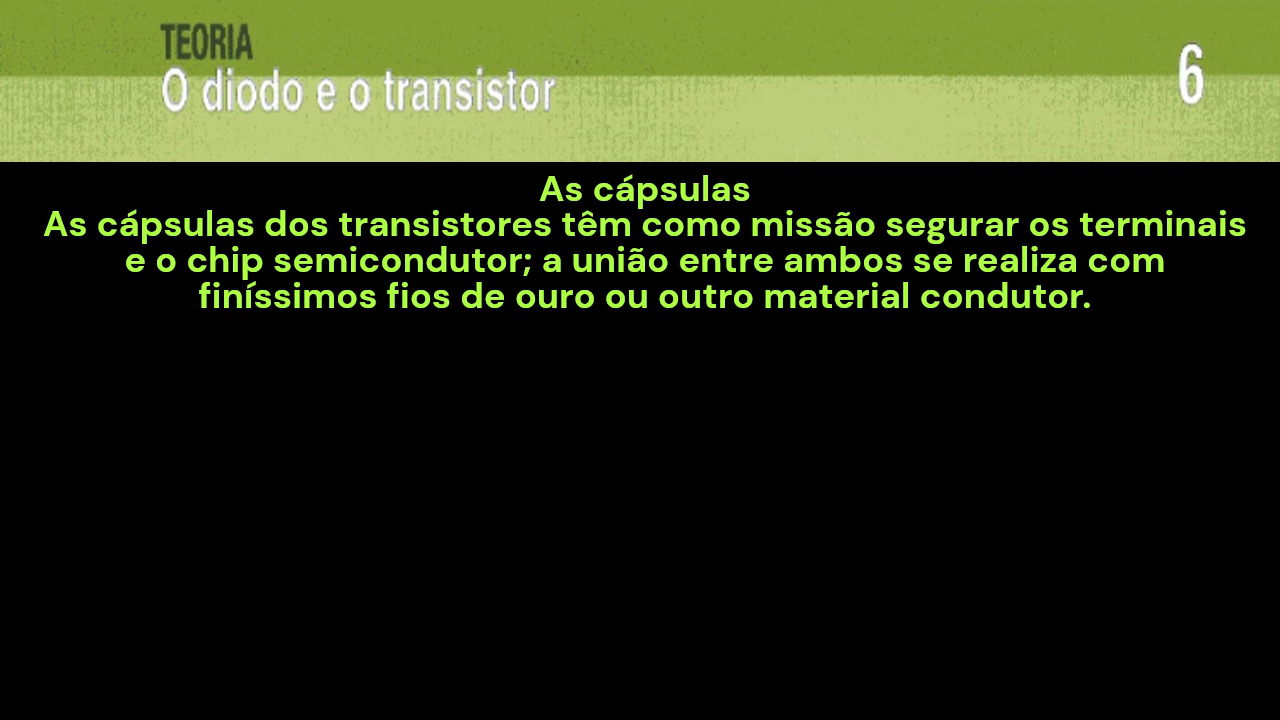 TEORIA
O diodo e o transistor
6
As cápsulas
As cápsulas dos transistores têm como missão segurar os terminais
e o chip semicondutor; a união entre ambos se realiza com
finíssimos fios de ouro ou outro material condutor.